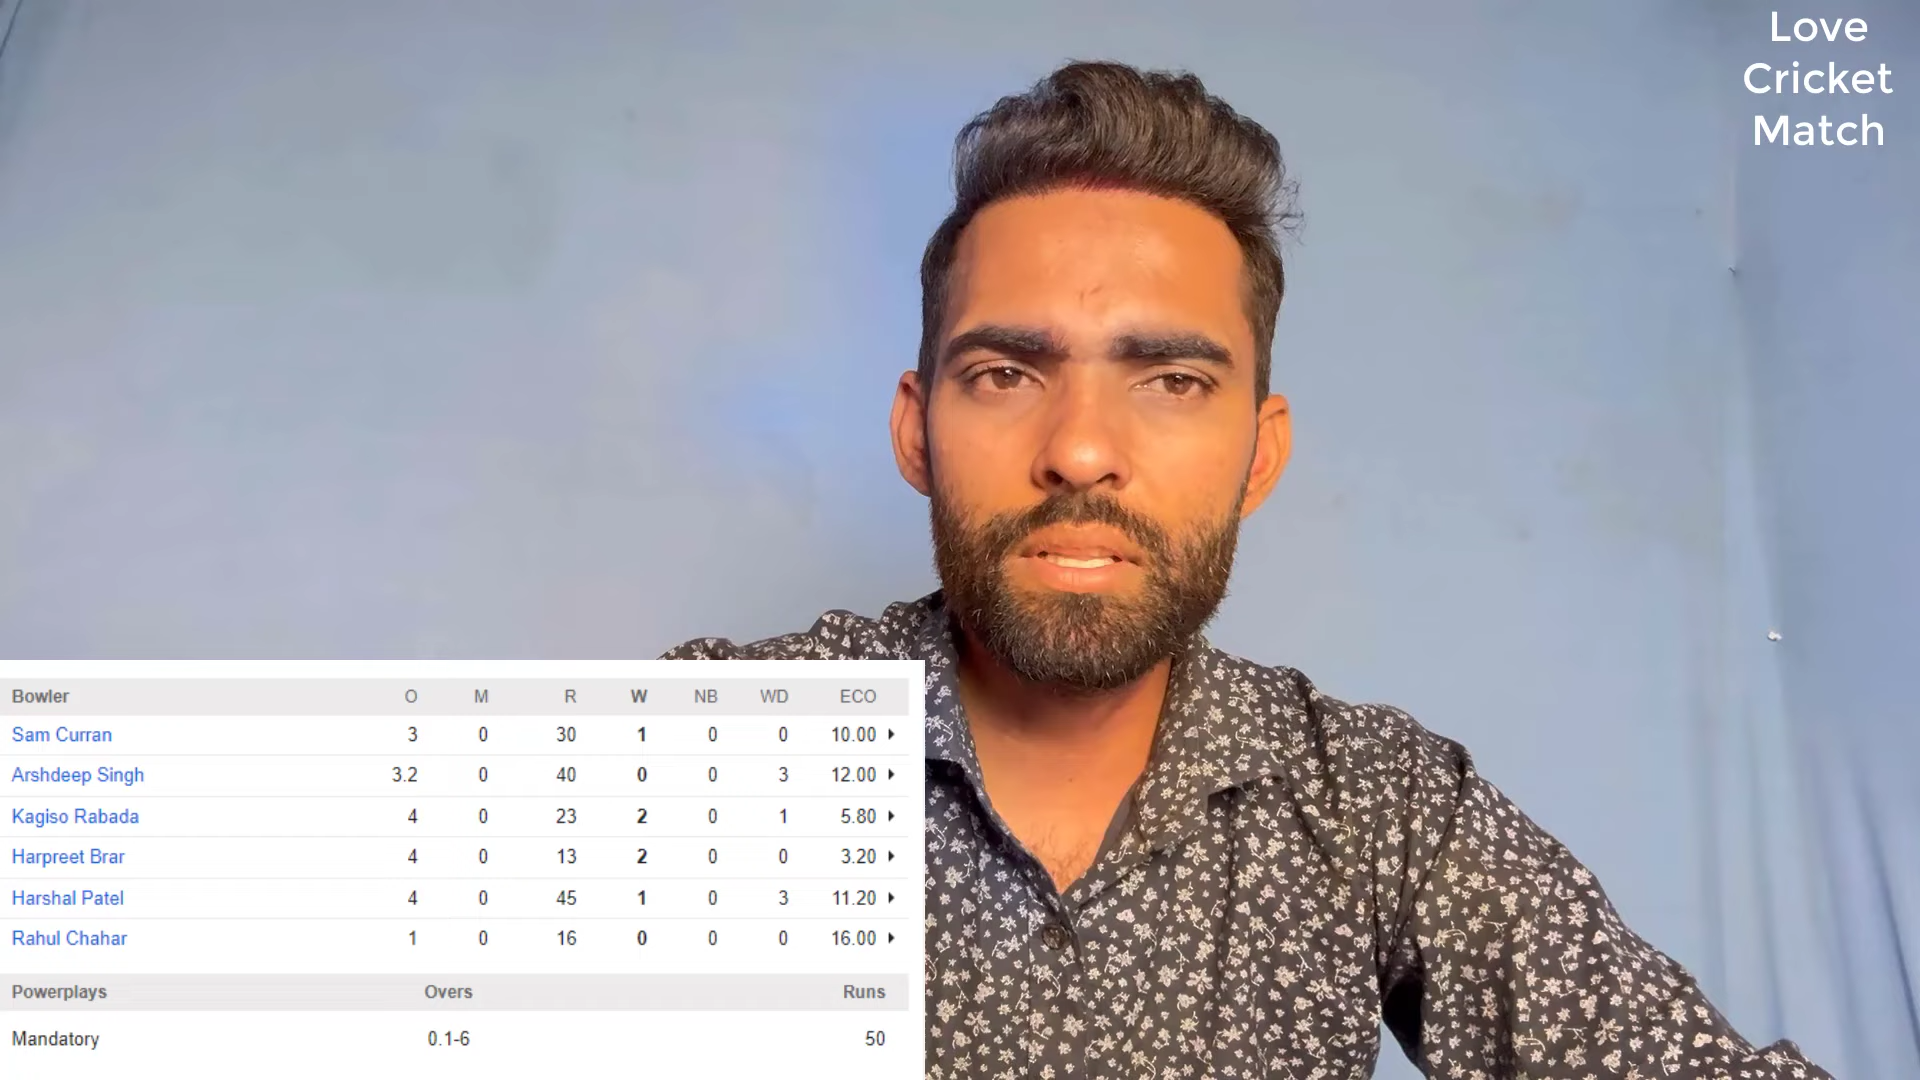 Love
Cricket
Match
Bowler O M R W NB WD ECO
Sam Curran 3 0 30 1 0 0 10.00
Arshdeep Singh 3.2 0 40 0 0 3 12.00
Kagiso Rabada 4 0 23 2 0 1 5.80
Harpreet Brar 4 0 13 2 0 0 3.20
Harshal Patel 4 0 45 1 0 3 11.20
Rahul Chahar 1 0 16 0 0 0 16.00
Powerplays Overs Runs
Mandatory 0.1-6 50